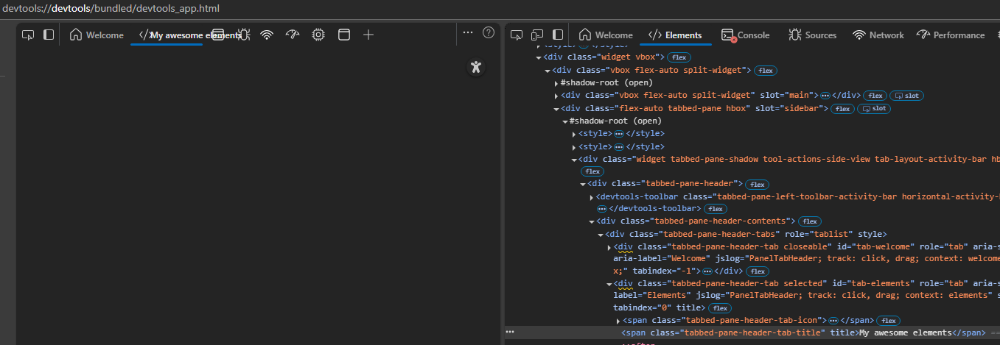 devtools://devtools/bundled/devtools_app.html
Welcome </> My awesome elements ... ?
Welcome </> Elements Console Sources Network Performance
<style>…</style>
<div class="widget vbox"> flex
<div class="vbox flex-auto split-widget"> flex
#shadow-root (open)
<div class="vbox flex-auto split-widget" slot="main">…</div> flex slot
<div class="flex-auto tabbed-pane hbox" slot="sidebar"> flex slot
#shadow-root (open)
<style>…</style>
<style>…</style>
<div class="widget tabbed-pane-shadow tool-actions-side-view tab-layout-activity-bar hb
flex
<div class="tabbed-pane-header"> flex
<devtools-toolbar class="tabbed-pane-left-toolbar-activity-bar horizontal-activity-
…</devtools-toolbar> flex
<div class="tabbed-pane-header-contents"> flex
<div class="tabbed-pane-header-tabs" role="tablist" style>
<div class="tabbed-pane-header-tab closeable" id="tab-welcome" role="tab" aria-s
aria-label="Welcome" jslog="PanelTabHeader; track: click, drag; context: welcome
x;" tabindex="-1">…</div> flex
<div class="tabbed-pane-header-tab selected" id="tab-elements" role="tab" aria-s
label="Elements" jslog="PanelTabHeader; track: click, drag; context: elements" s
tabindex="0" title> flex
<span class="tabbed-pane-header-tab-icon">…</span> flex
… <span class="tabbed-pane-header-tab-title" title>My awesome elements</span> ==